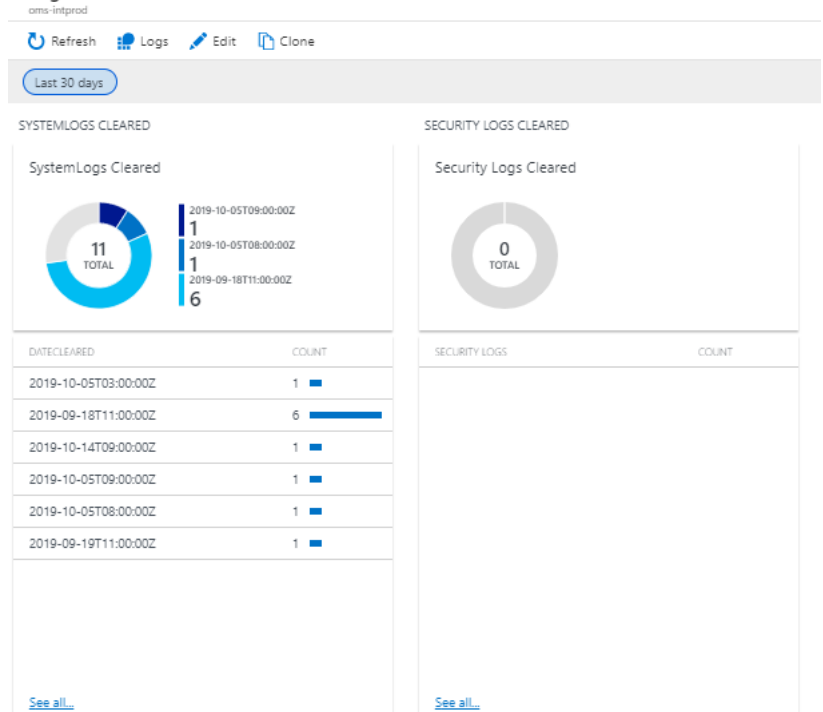 oms-intprod
Refresh Logs Edit Clone
Last 30 days
SYSTEMLOGS CLEARED
SystemLogs Cleared
11
TOTAL
2019-10-05T09:00:00Z
1
2019-10-05T08:00:00Z
1
2019-09-18T11:00:00Z
6
DATECLEARED COUNT
2019-10-05T03:00:00Z 1
2019-09-18T11:00:00Z 6
2019-10-14T09:00:00Z 1
2019-10-05T09:00:00Z 1
2019-10-05T08:00:00Z 1
2019-09-19T11:00:00Z 1
See all...
SECURITY LOGS CLEARED
Security Logs Cleared
0
TOTAL
SECURITY LOGS COUNT
See all...